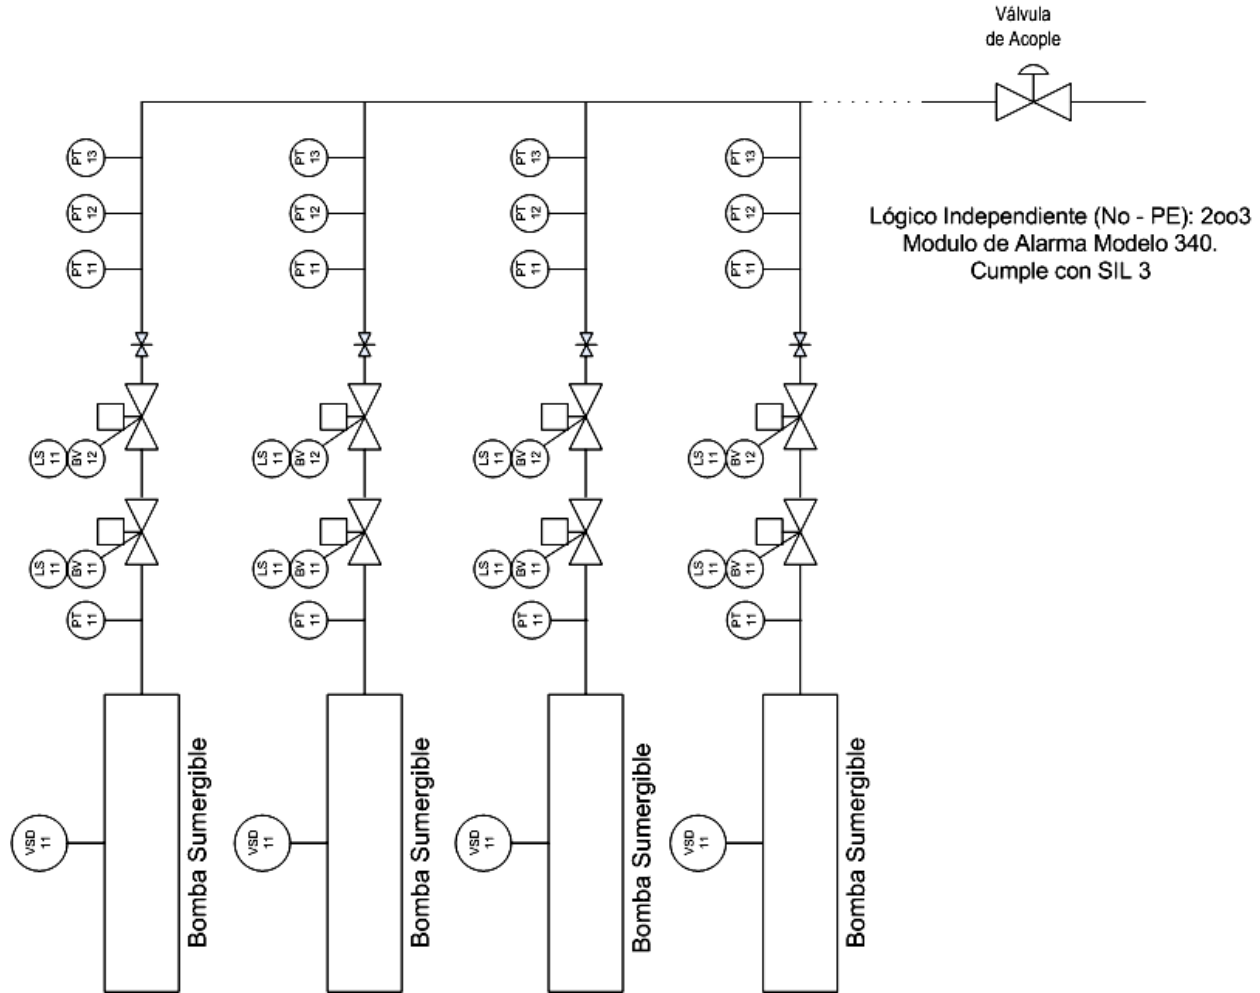 Válvula
de Acople
PT 13
PT 13
PT 13
PT 13
PT 12
PT 12
PT 12
PT 12
Lógico Independiente (No - PE): 2oo3
Modulo de Alarma Modelo 340.
Cumple con SIL 3
PT 11
PT 11
PT 11
PT 11
LS 11
BV 12
LS 11
BV 12
LS 11
BV 12
LS 11
BV 12
LS 11
BV 11
LS 11
BV 11
LS 11
BV 11
LS 11
BV 11
PT 11
PT 11
PT 11
PT 11
VSD 11
Bomba Sumergible
VSD 11
Bomba Sumergible
VSD 11
Bomba Sumergible
VSD 11
Bomba Sumergible